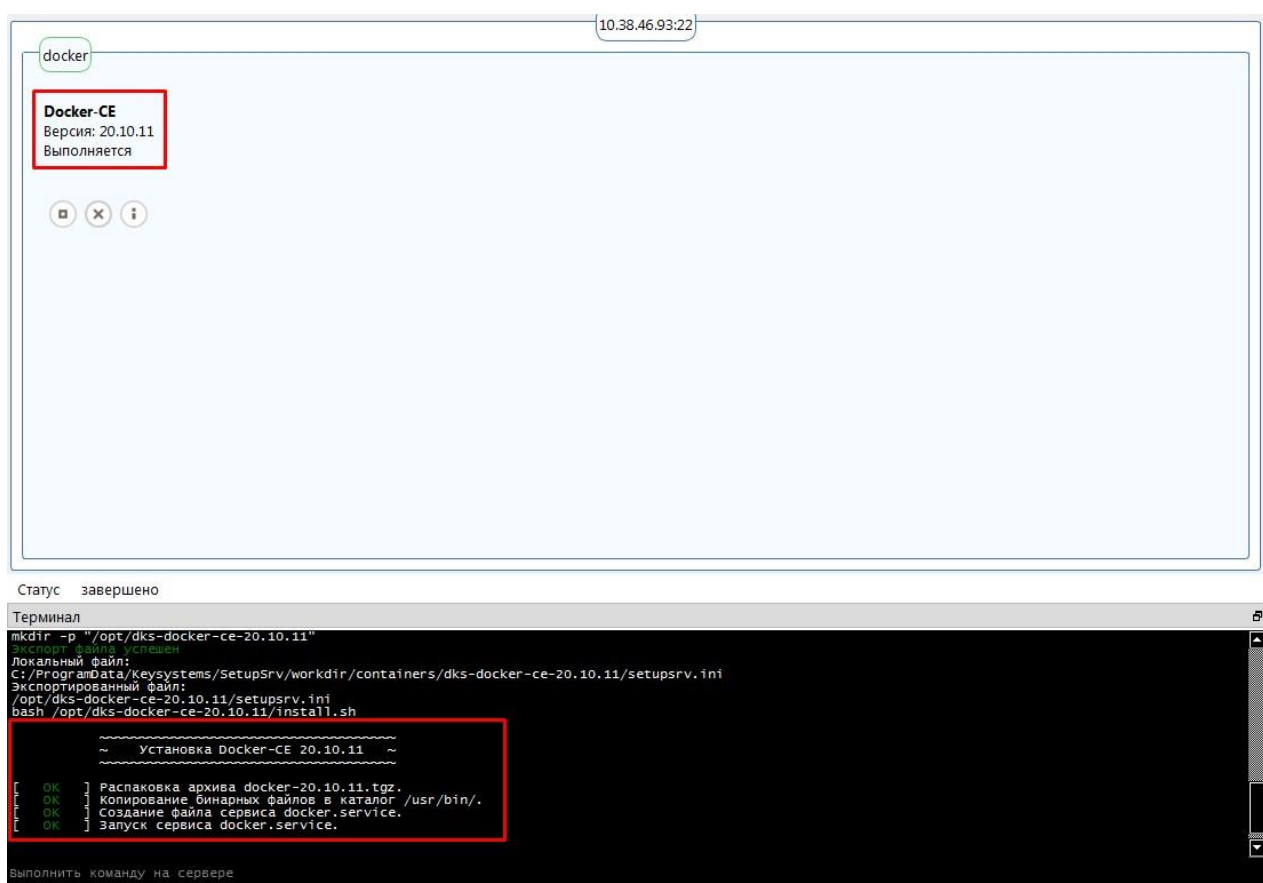 10.38.46.93:22
docker
Docker-CE
Версия: 20.10.11
Выполняется
Статус завершено
Терминал
mkdir -p "/opt/dks-docker-ce-20.10.11"
Экспорт файла успешен
Локальный файл:
C:/ProgramData/Keysystems/SetupSrv/workdir/containers/dks-docker-ce-20.10.11/setupsrv.ini
Экспортированный файл:
/opt/dks-docker-ce-20.10.11/setupsrv.ini
bash /opt/dks-docker-ce-20.10.11/install.sh
~~~~~~~~~~~~~~~~~~~~~~~~~~~~~~~~~~~~~
~ Установка Docker-CE 20.10.11 ~
~~~~~~~~~~~~~~~~~~~~~~~~~~~~~~~~~~~~~
[ OK ] Распаковка архива docker-20.10.11.tgz.
[ OK ] Копирование бинарных файлов в каталог /usr/bin/.
[ OK ] Создание файла сервиса docker.service.
[ OK ] Запуск сервиса docker.service.
Выполнить команду на сервере